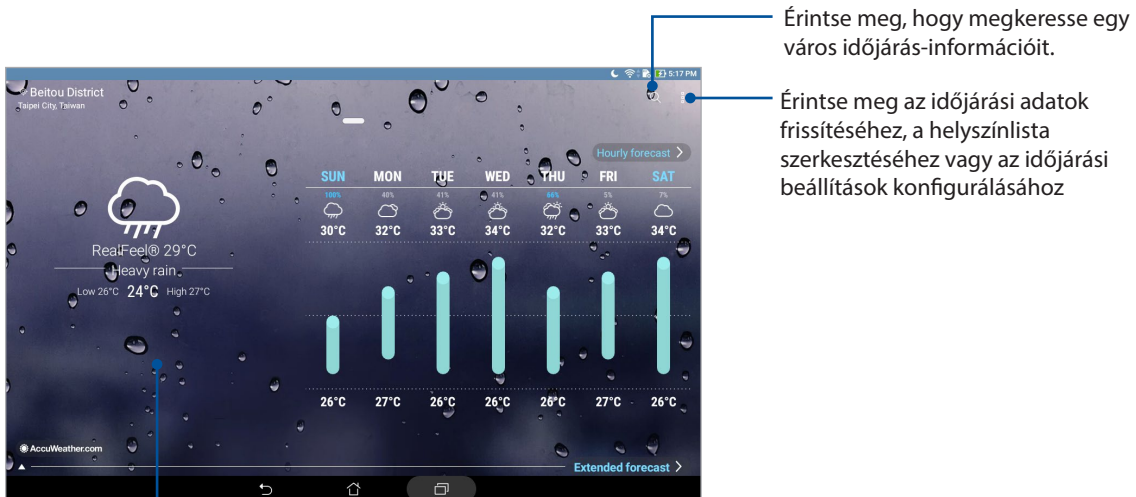 Érintse meg, hogy megkeresse egy
város időjárás-információit.
Érintse meg az időjárási adatok
frissítéséhez, a helyszínlista
szerkesztéséhez vagy az időjárási
beállítások konfigurálásához
5:17 PM
Beitou District
Taipei City, Taiwan
Hourly forecast
SUN MON TUE WED THU FRI SAT
100% 40% 41% 41% 66% 5% 7%
30°C 32°C 33°C 34°C 32°C 33°C 34°C
RealFeel® 29°C
Heavy rain
Low 26°C 24°C High 27°C
26°C 27°C 26°C 26°C 26°C 27°C 26°C
AccuWeather.com
Extended forecast